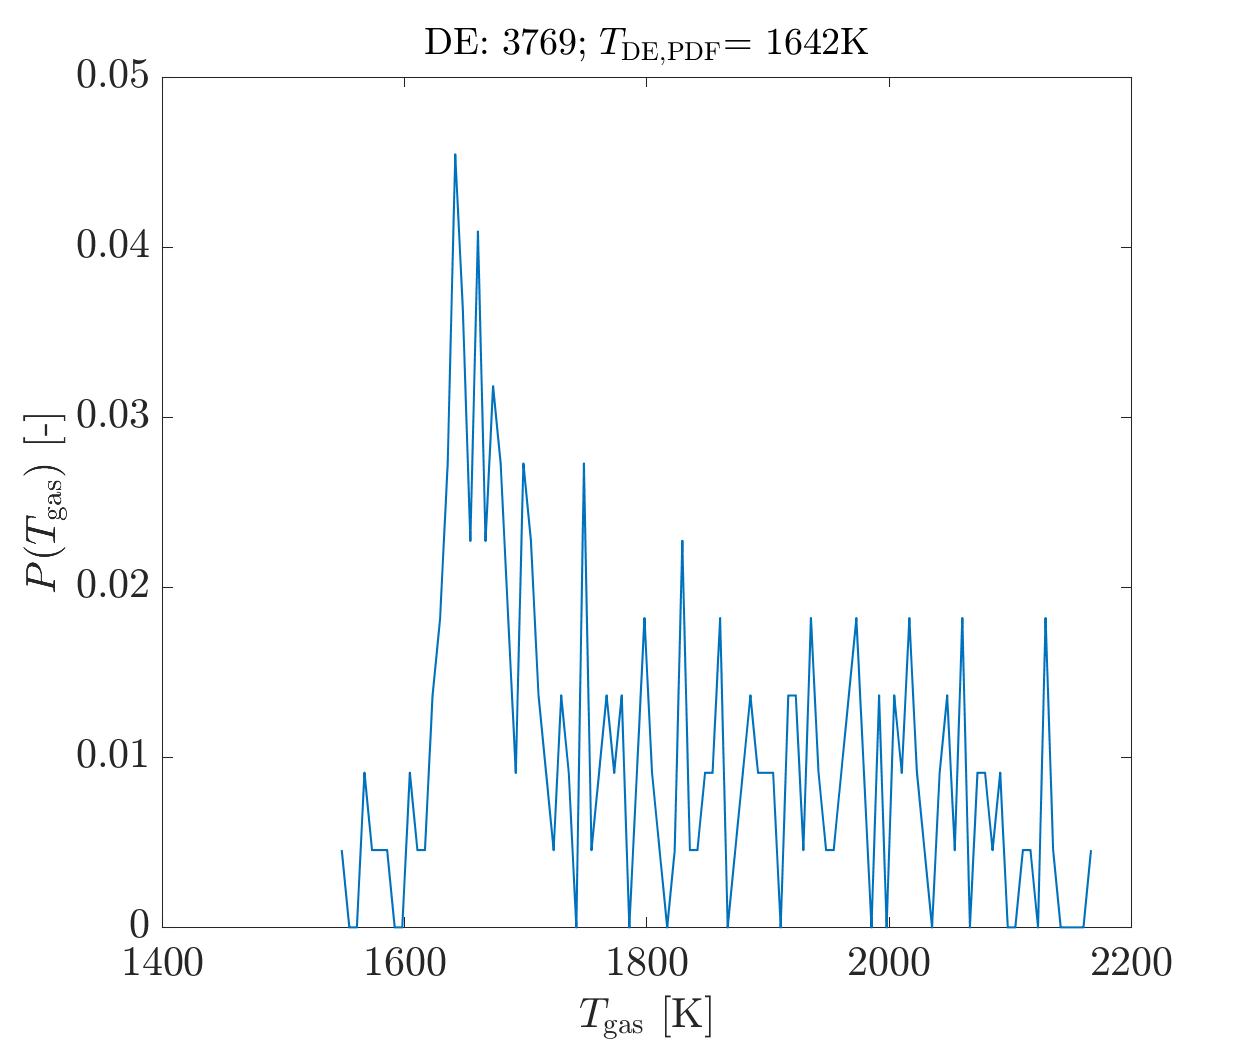 DE: 3769; T_DE,PDF= 1642K
0.05
0.04
0.03
0.02
0.01
0
P(T_gas) [-]
1400 1600 1800 2000 2200
T_gas [K]